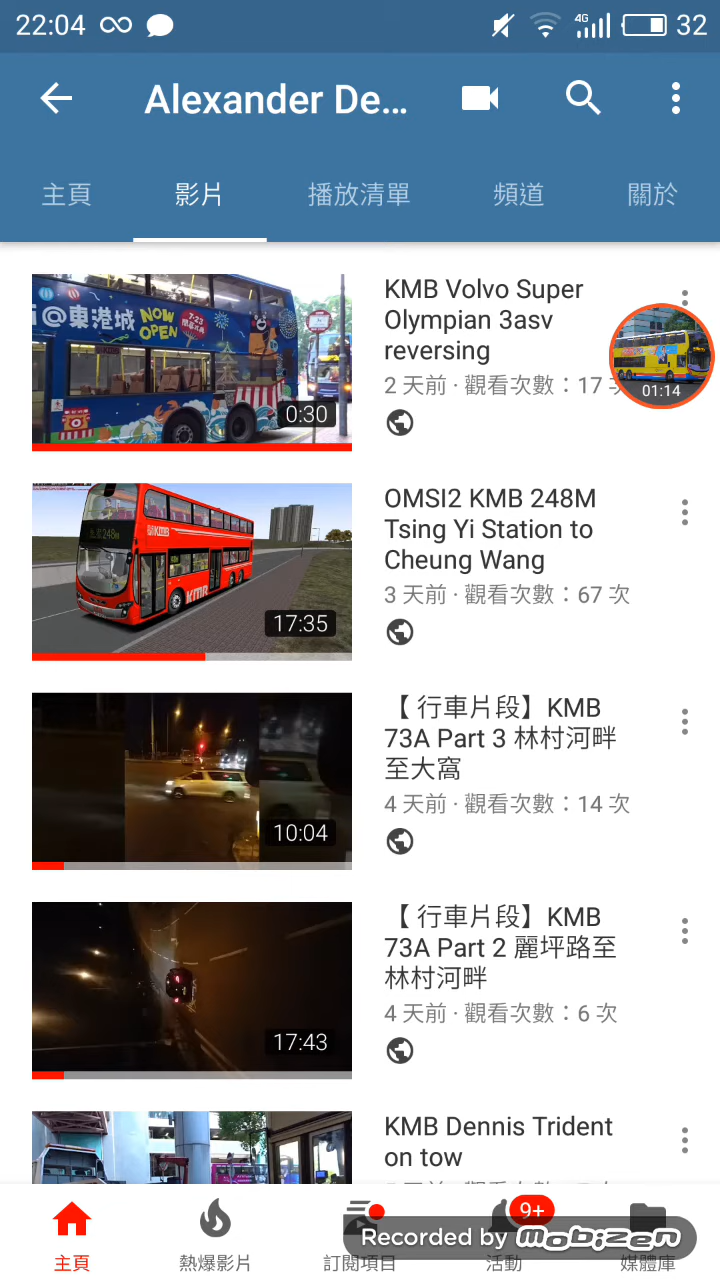 22:04
4G
32
Alexander De...
主頁
影片
播放清單
頻道
關於
i@東港城 NOW OPEN 7-23
0:30
KMB Volvo Super
Olympian 3asv
reversing
2 天前 · 觀看次數：17
01:14
248M
KMB
17:35
OMSI2 KMB 248M
Tsing Yi Station to
Cheung Wang
3 天前 · 觀看次數：67 次
10:04
【 行車片段】KMB
73A Part 3 林村河畔
至大窩
4 天前 · 觀看次數：14 次
17:43
【 行車片段】KMB
73A Part 2 麗坪路至
林村河畔
4 天前 · 觀看次數：6 次
KMB Dennis Trident
on tow
9+
Recorded by mobizen
主頁
熱爆影片
訂閱項目
活動
媒體庫